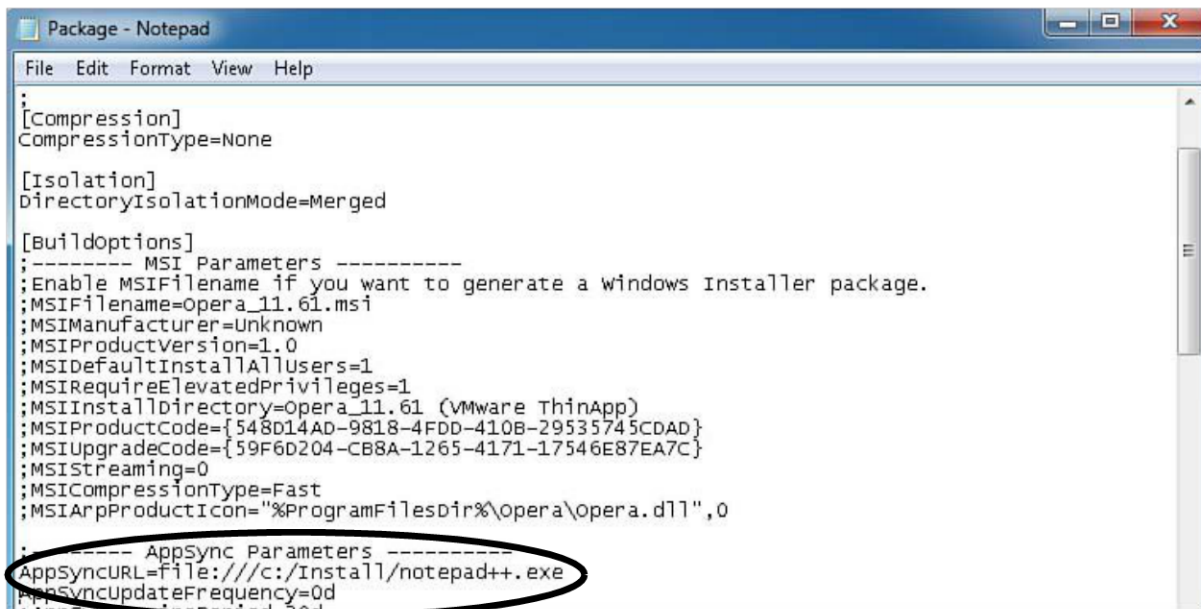 Package - Notepad
File Edit Format View Help
;
[Compression]
CompressionType=None
[Isolation]
DirectoryIsolationMode=Merged
[BuildOptions]
;-------- MSI Parameters ----------
;Enable MSIFilename if you want to generate a Windows Installer package.
;MSIFilename=Opera_11.61.msi
;MSIManufacturer=Unknown
;MSIProductVersion=1.0
;MSIDefaultInstallAllUsers=1
;MSIRequireElevatedPrivileges=1
;MSIInstallDirectory=Opera_11.61 (VMware ThinApp)
;MSIProductCode={548D14AD-9818-4FDD-410B-29535745CDAD}
;MSIUpgradeCode={59F6D204-CB8A-1265-4171-17546E87EA7C}
;MSIStreaming=0
;MSICompressionType=Fast
;MSIArpProductIcon="%ProgramFilesDir%\Opera\Opera.dll",0
;-------- AppSync Parameters ----------
AppSyncURL=file:///c:/Install/notepad++.exe
AppSyncUpdateFrequency=0d